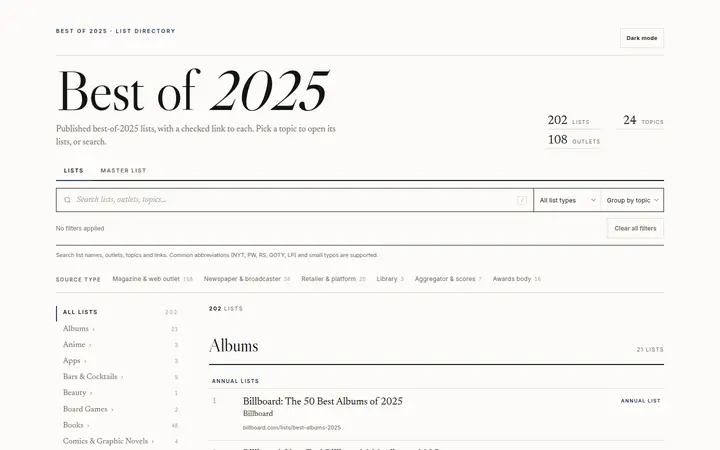 BEST OF 2025 · LIST DIRECTORY
Dark mode
Best of 2025
Published best-of-2025 lists, with a checked link to each. Pick a topic to open its
lists, or search.
202 LISTS
24 TOPICS
108 OUTLETS
LISTS
MASTER LIST
Search lists, outlets, topics...
/
All list types
Group by topic
No filters applied
Clear all filters
Search list names, outlets, topics and links. Common abbreviations (NYT, PW, RS, GOTY, LF) and small typos are supported.
SOURCE TYPE
Magazine & web outlet 118
Newspaper & broadcaster 38
Retailer & platform 20
Library 3
Aggregator & scores 7
Awards body 16
ALL LISTS 202
Albums › 21
Anime › 3
Apps › 3
Bars & Cocktails › 5
Beauty › 1
Board Games › 2
Books › 48
Comics & Graphic Novels › 4
202 LISTS
Albums
21 LISTS
ANNUAL LISTS
1
Billboard: The 50 Best Albums of 2025
ANNUAL LIST
Billboard
billboard.com/lists/best-albums-2025